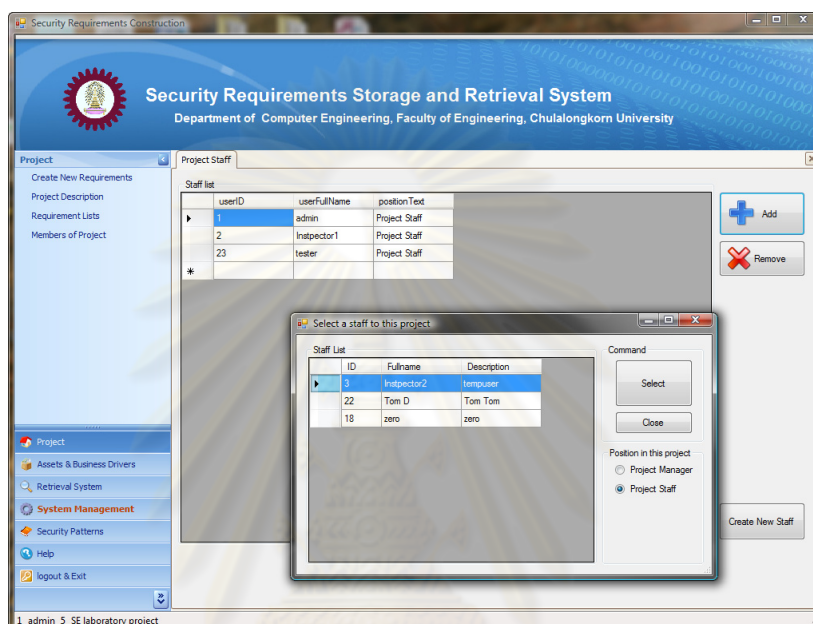 Security Requirements Construction
Security Requirements Storage and Retrieval System
Department of Computer Engineering, Faculty of Engineering, Chulalongkorn University
Project
Create New Requirements
Project Description
Requirement Lists
Members of Project
Project
Assets & Business Drivers
Retrieval System
System Management
Security Patterns
Help
logout & Exit
Project Staff
Staff list
userID userFullName positionText
1 admin Project Staff
2 Instpector1 Project Staff
23 tester Project Staff
Add
Remove
Create New Staff
Select a staff to this project
Staff List
ID Fullname Description
3 Instpector2 tempuser
22 Tom D Tom Tom
18 zero zero
Command
Select
Close
Position in this project
Project Manager
Project Staff
1 admin 5 SE laboratory project